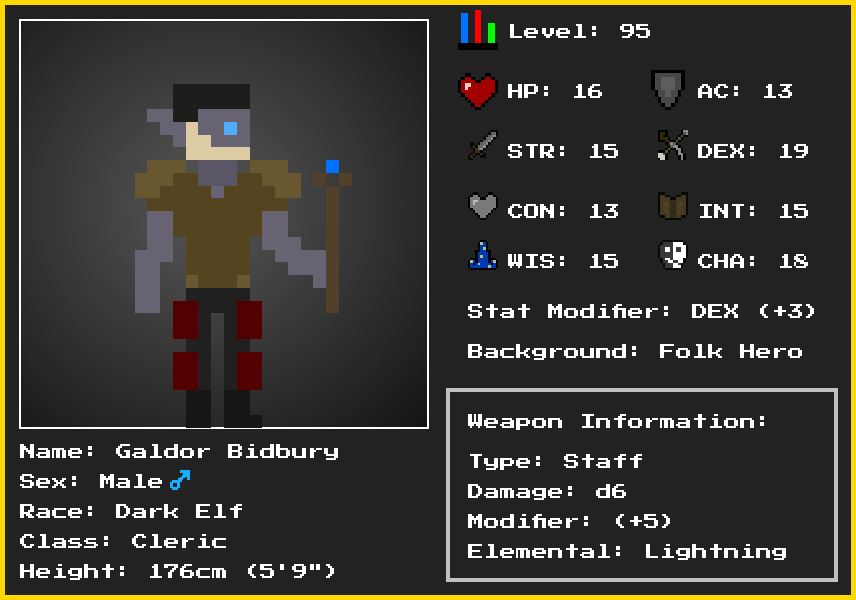 Level: 95
HP: 16 AC: 13
STR: 15 DEX: 19
CON: 13 INT: 15
WIS: 15 CHA: 18
Stat Modifier: DEX (+3)
Background: Folk Hero
Weapon Information:
Type: Staff
Damage: d6
Modifier: (+5)
Elemental: Lightning
Name: Galdor Bidbury
Sex: Male♂
Race: Dark Elf
Class: Cleric
Height: 176cm (5'9")